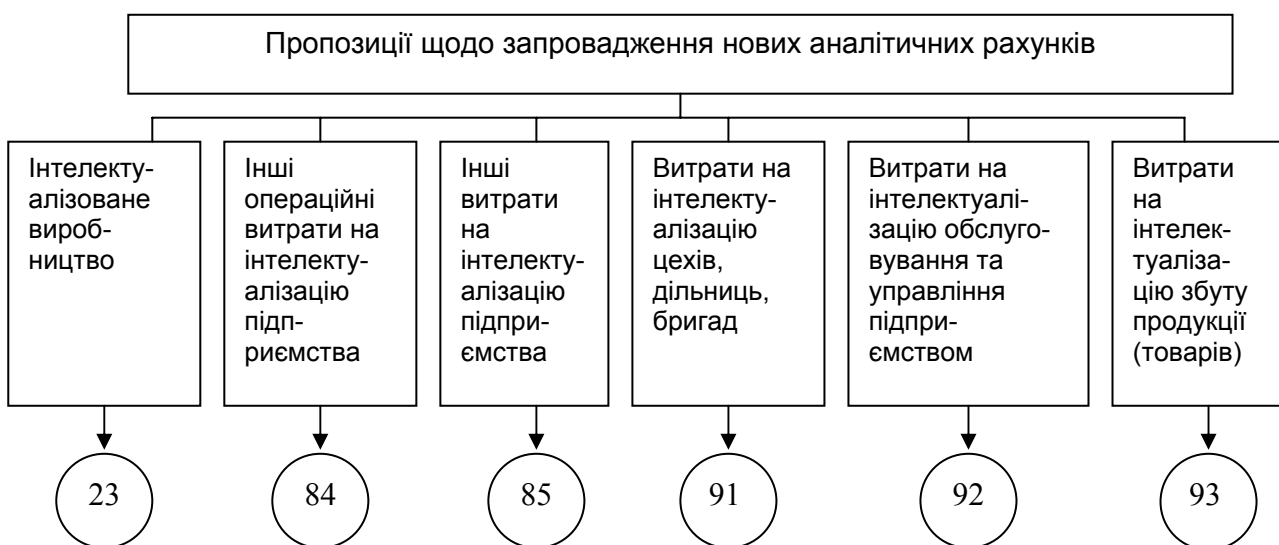 Пропозиції щодо запровадження нових аналітичних рахунків
Інтелекту-
алізоване
вироб-
ництво
Інші
операційні
витрати на
інтелекту-
алізацію
підп-
риємства
Інші
витрати
на
інтелекту-
алізацію
підпри-
ємства
Витрати на
інтелекту-
алізацію
цехів,
дільниць,
бригад
Витрати на
інтелектуалі-
зацію обслуго-
вування та
управління
підпри-
ємством
Витрати
на
інтелек-
туаліза-
цію збуту
продукції
(товарів)
23
84
85
91
92
93